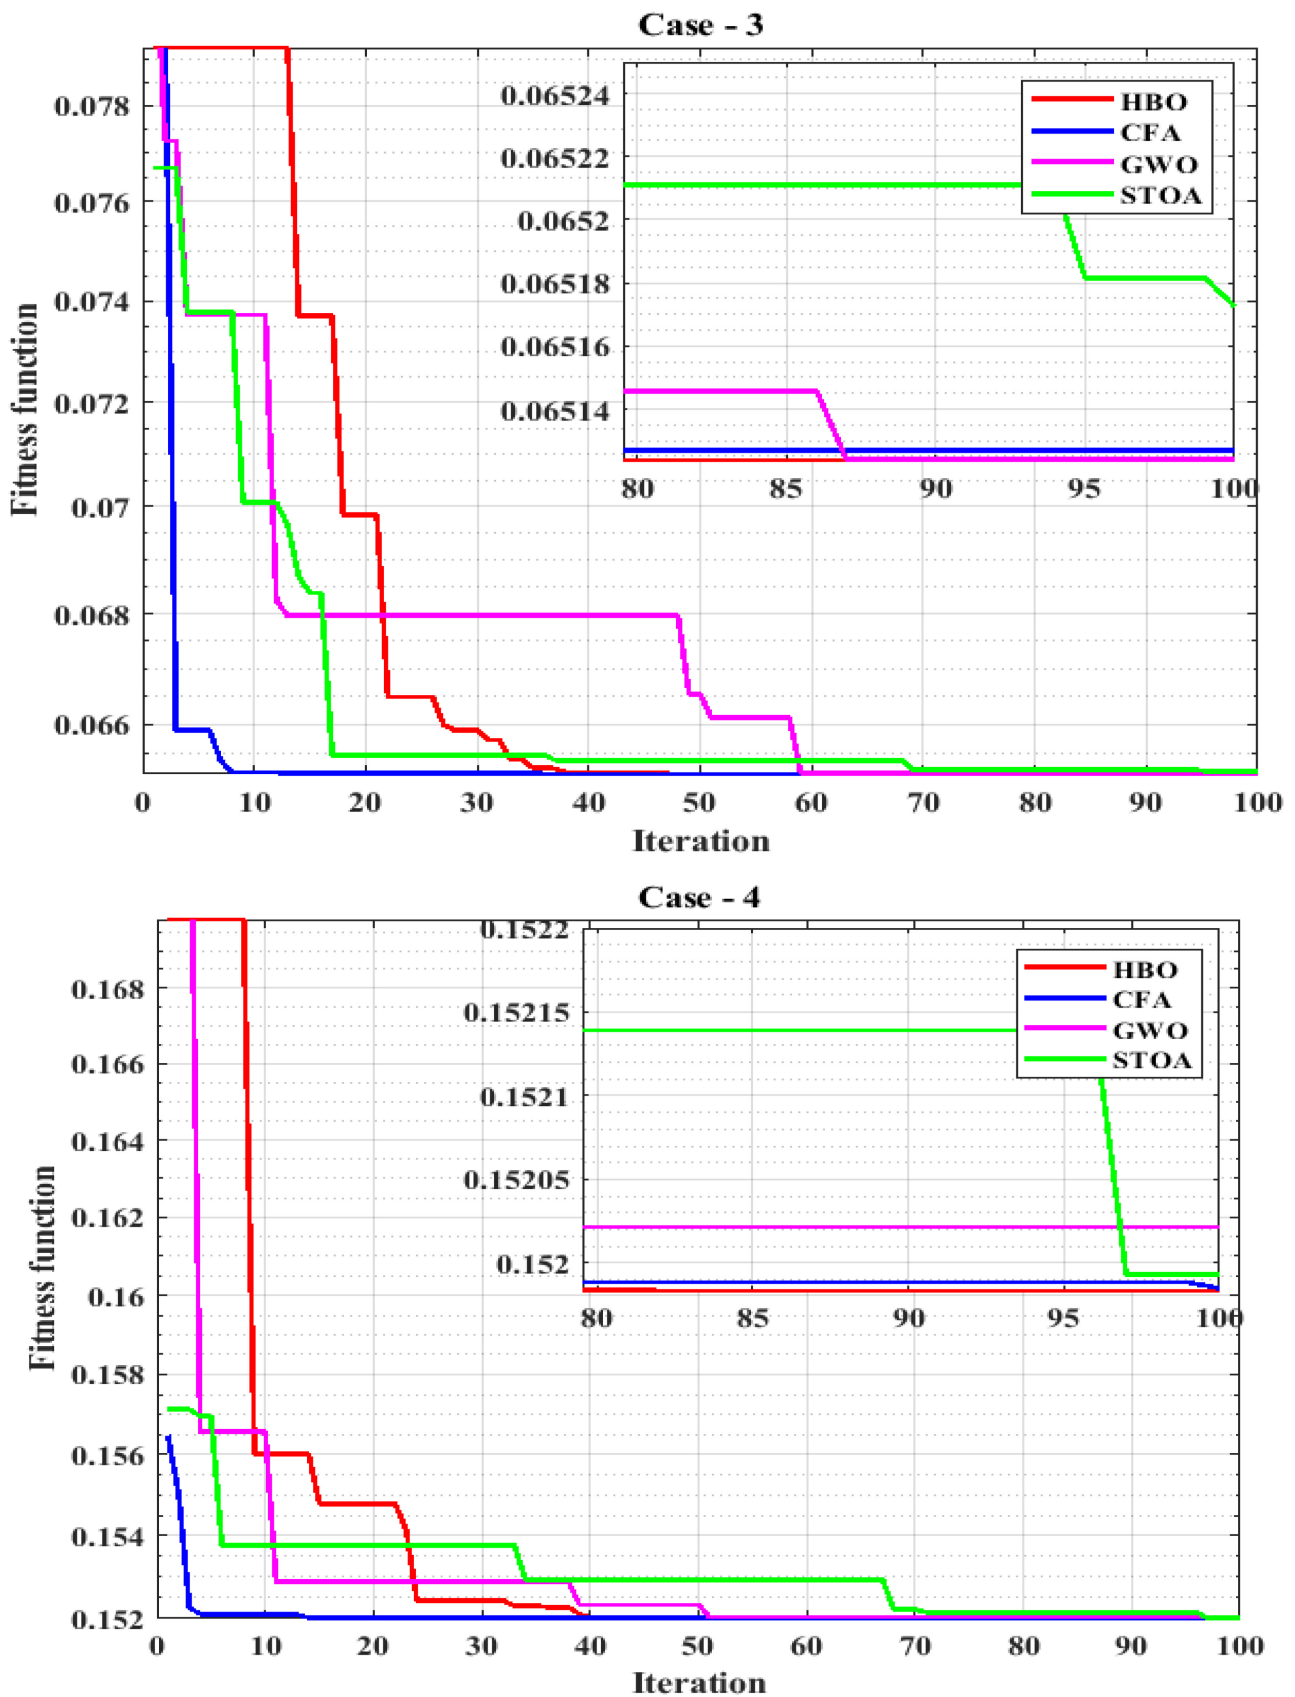 Case - 3
0.078
0.076
0.074
0.072
0.07
0.068
0.066
Fitness function
0.06524
0.06522
0.0652
0.06518
0.06516
0.06514
HBO
CFA
GWO
STOA
80 85 90 95 100
0 10 20 30 40 50 60 70 80 90 100
Iteration
Case - 4
0.168
0.166
0.164
0.162
0.16
0.158
0.156
0.154
0.152
Fitness function
0.1522
0.15215
0.1521
0.15205
0.152
HBO
CFA
GWO
STOA
80 85 90 95 100
0 10 20 30 40 50 60 70 80 90 100
Iteration